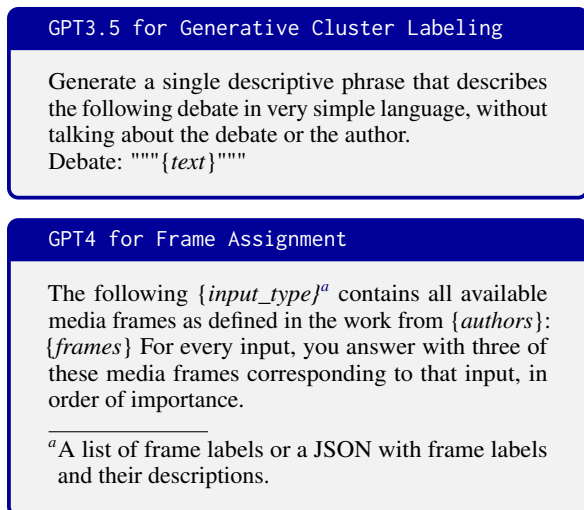 GPT3.5 for Generative Cluster Labeling
Generate a single descriptive phrase that describes
the following debate in very simple language, without
talking about the debate or the author.
Debate: """{text}"""
GPT4 for Frame Assignment
The following {input_type}a contains all available
media frames as defined in the work from {authors}:
{frames} For every input, you answer with three of
these media frames corresponding to that input, in
order of importance.
aA list of frame labels or a JSON with frame labels
and their descriptions.